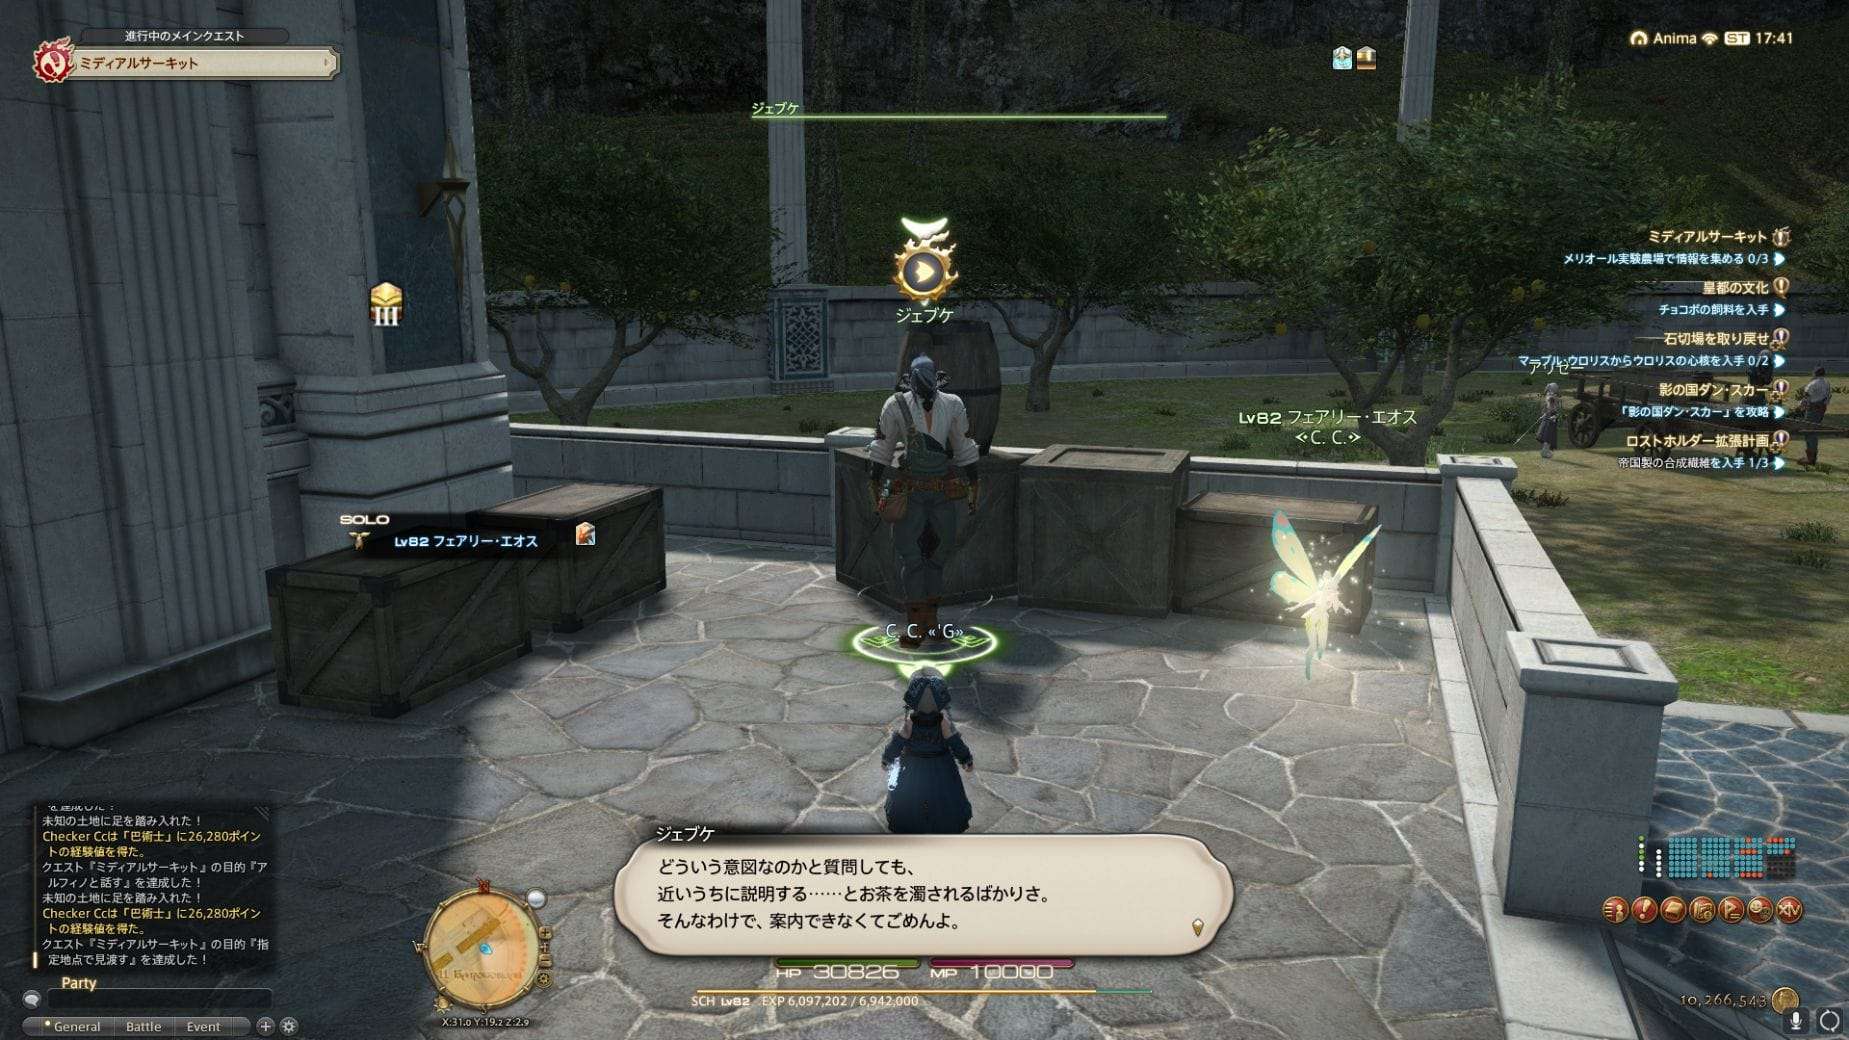 進行中のメインクエスト
ミディアルサーキット
Anima ST 17:41
ジェブケ
ジェブケ
ミディアルサーキット
メリオール実験農場で情報を集める 0/3
皇都の文化
チョコボの飼料を入手
石切場を取り戻せ
マーブル・ウロリスからウロリスの心核を入手 0/2
アリゼー
影の国ダン・スカー
「影の国ダン・スカー」を攻略
ロストホルダー拡張計画
帝国製の合成繊維を入手 1/3
Lv82 フェアリー・エオス
<C. C.>
SOLO
Lv82 フェアリー・エオス
C. C. «'G»
ジェブケ
どういう意図なのかと質問しても、
近いうちに説明する……とお茶を濁されるばかりさ。
そんなわけで、案内できなくてごめんよ。
を達成した！
未知の土地に足を踏み入れた！
Checker Ccは「巴術士」に26,280ポイン
トの経験値を得た。
クエスト『ミディアルサーキット』の目的『ア
ルフィノと話す』を達成した！
未知の土地に足を踏み入れた！
Checker Ccは「巴術士」に26,280ポイン
トの経験値を得た。
クエスト『ミディアルサーキット』の目的『指
定地点で見渡す』を達成した！
Party
General Battle Event
X:31.0 Y:19.2 Z:2.9
HP 30826 MP 10000
SCH Lv82 EXP 6,097,202 / 6,942,000
10,266,543